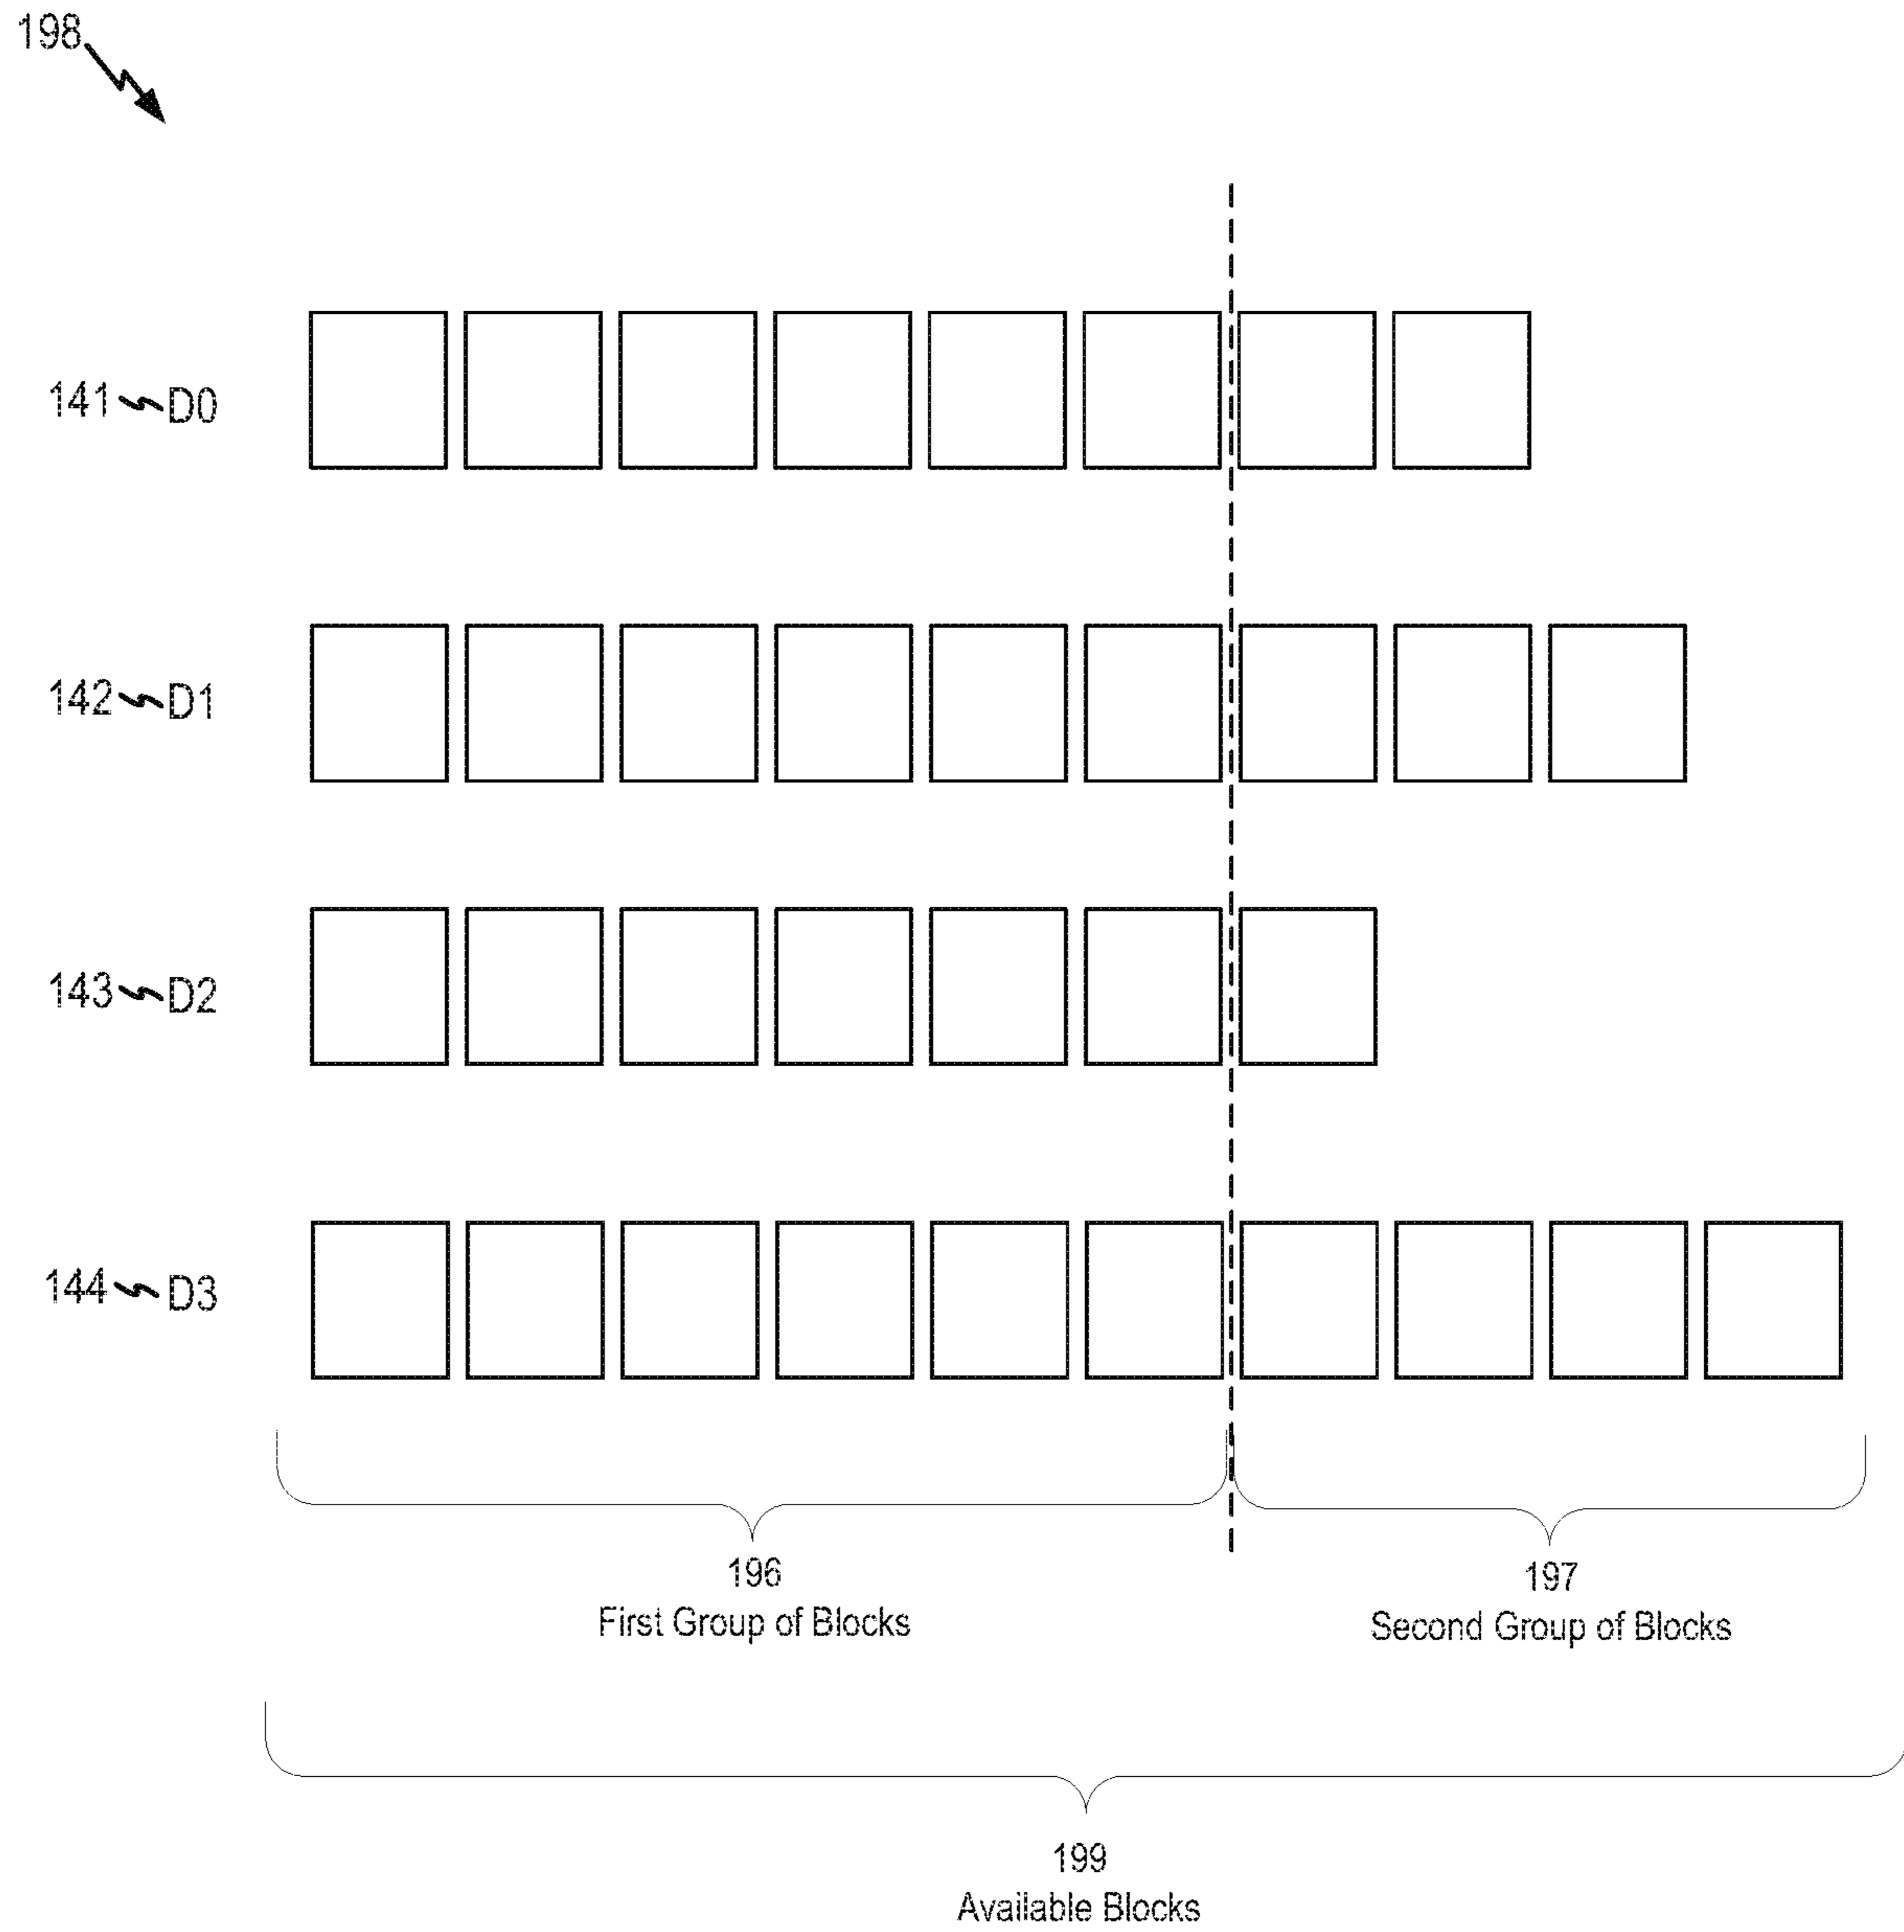 198
141 D0
142 D1
143 D2
144 D3
196
First Group of Blocks
197
Second Group of Blocks
199
Available Blocks